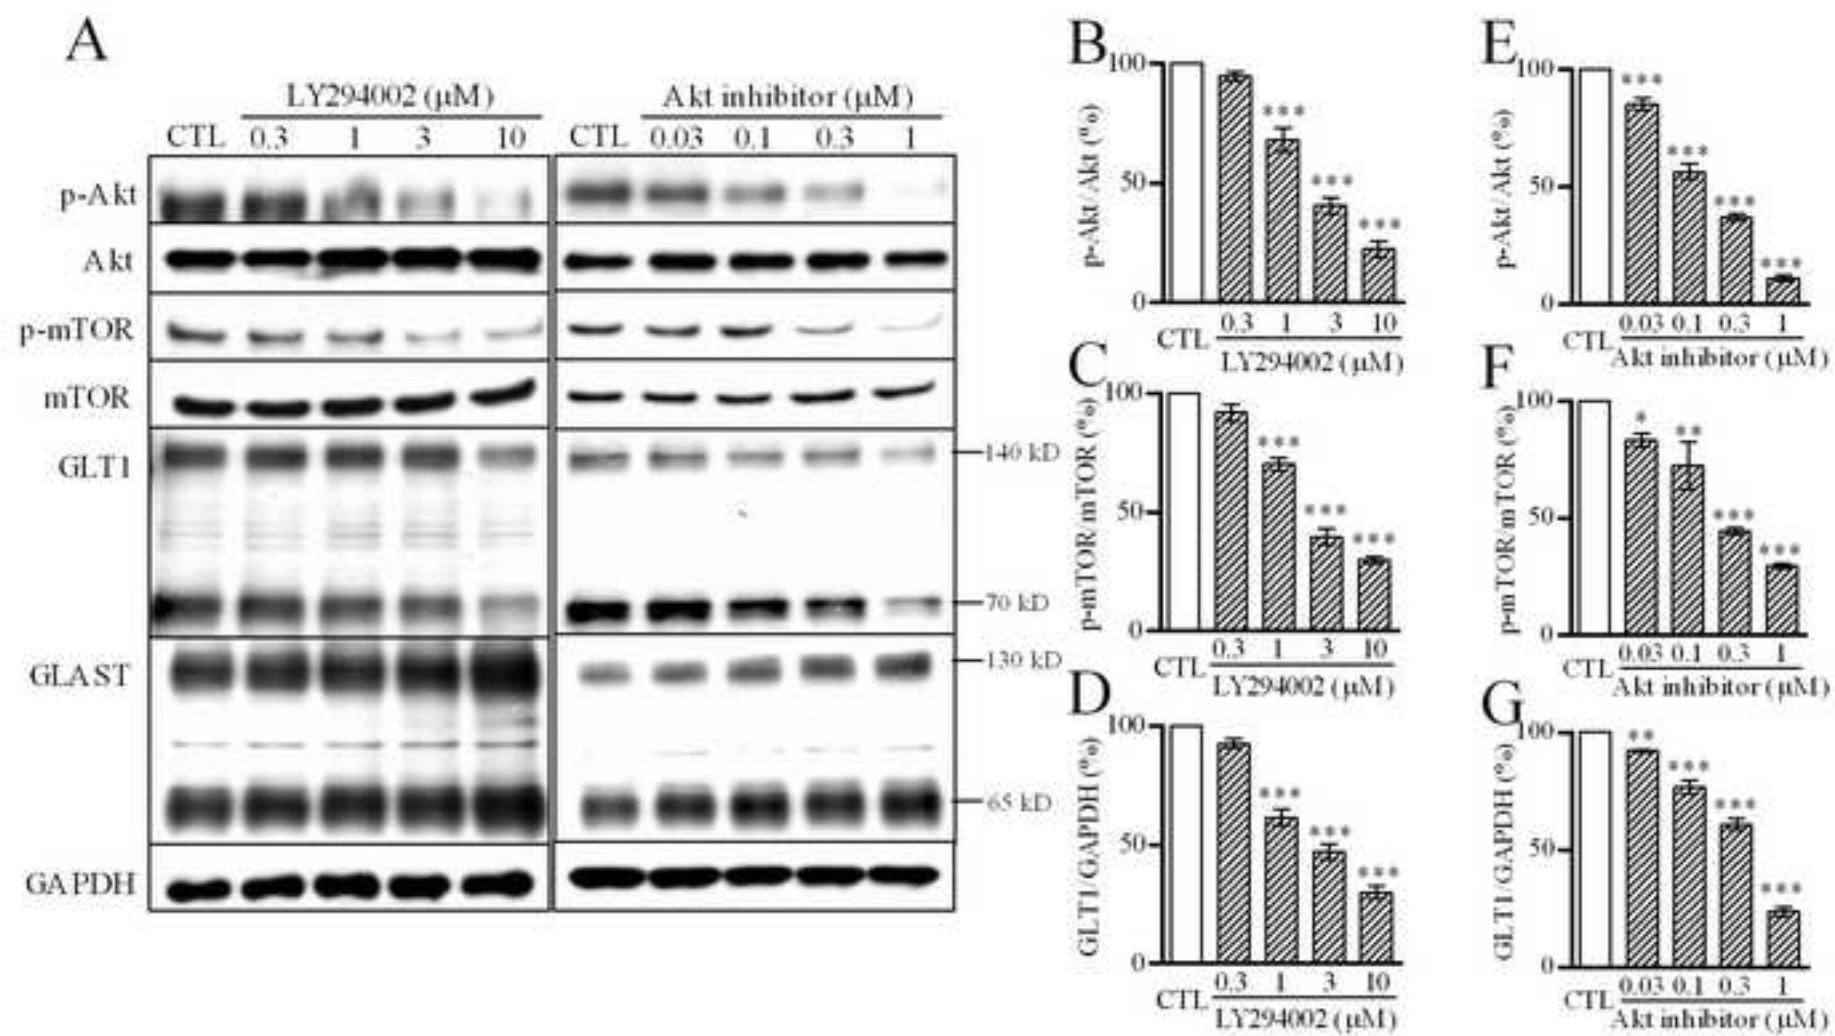 A
LY294002 (μM)
Akt inhibitor (μM)
CTL 0.3 1 3 10
CTL 0.03 0.1 0.3 1
p-Akt
Akt
p-mTOR
mTOR
GLT1
140 kD
70 kD
GLAST
130 kD
65 kD
GAPDH
B
p-Akt/Akt (%)
100
50
0
***
***
***
CTL 0.3 1 3 10
LY294002 (μM)
C
p-mTOR/mTOR (%)
100
50
0
***
***
***
CTL 0.3 1 3 10
LY294002 (μM)
D
GLT1/GAPDH (%)
100
50
0
***
***
***
CTL 0.3 1 3 10
LY294002 (μM)
E
p-Akt/Akt (%)
100
50
0
***
***
***
***
CTL 0.03 0.1 0.3 1
Akt inhibitor (μM)
F
p-mTOR/mTOR (%)
100
50
0
*
**
***
***
CTL 0.03 0.1 0.3 1
Akt inhibitor (μM)
G
GLT1/GAPDH (%)
100
50
0
**
***
***
***
CTL 0.03 0.1 0.3 1
Akt inhibitor (μM)